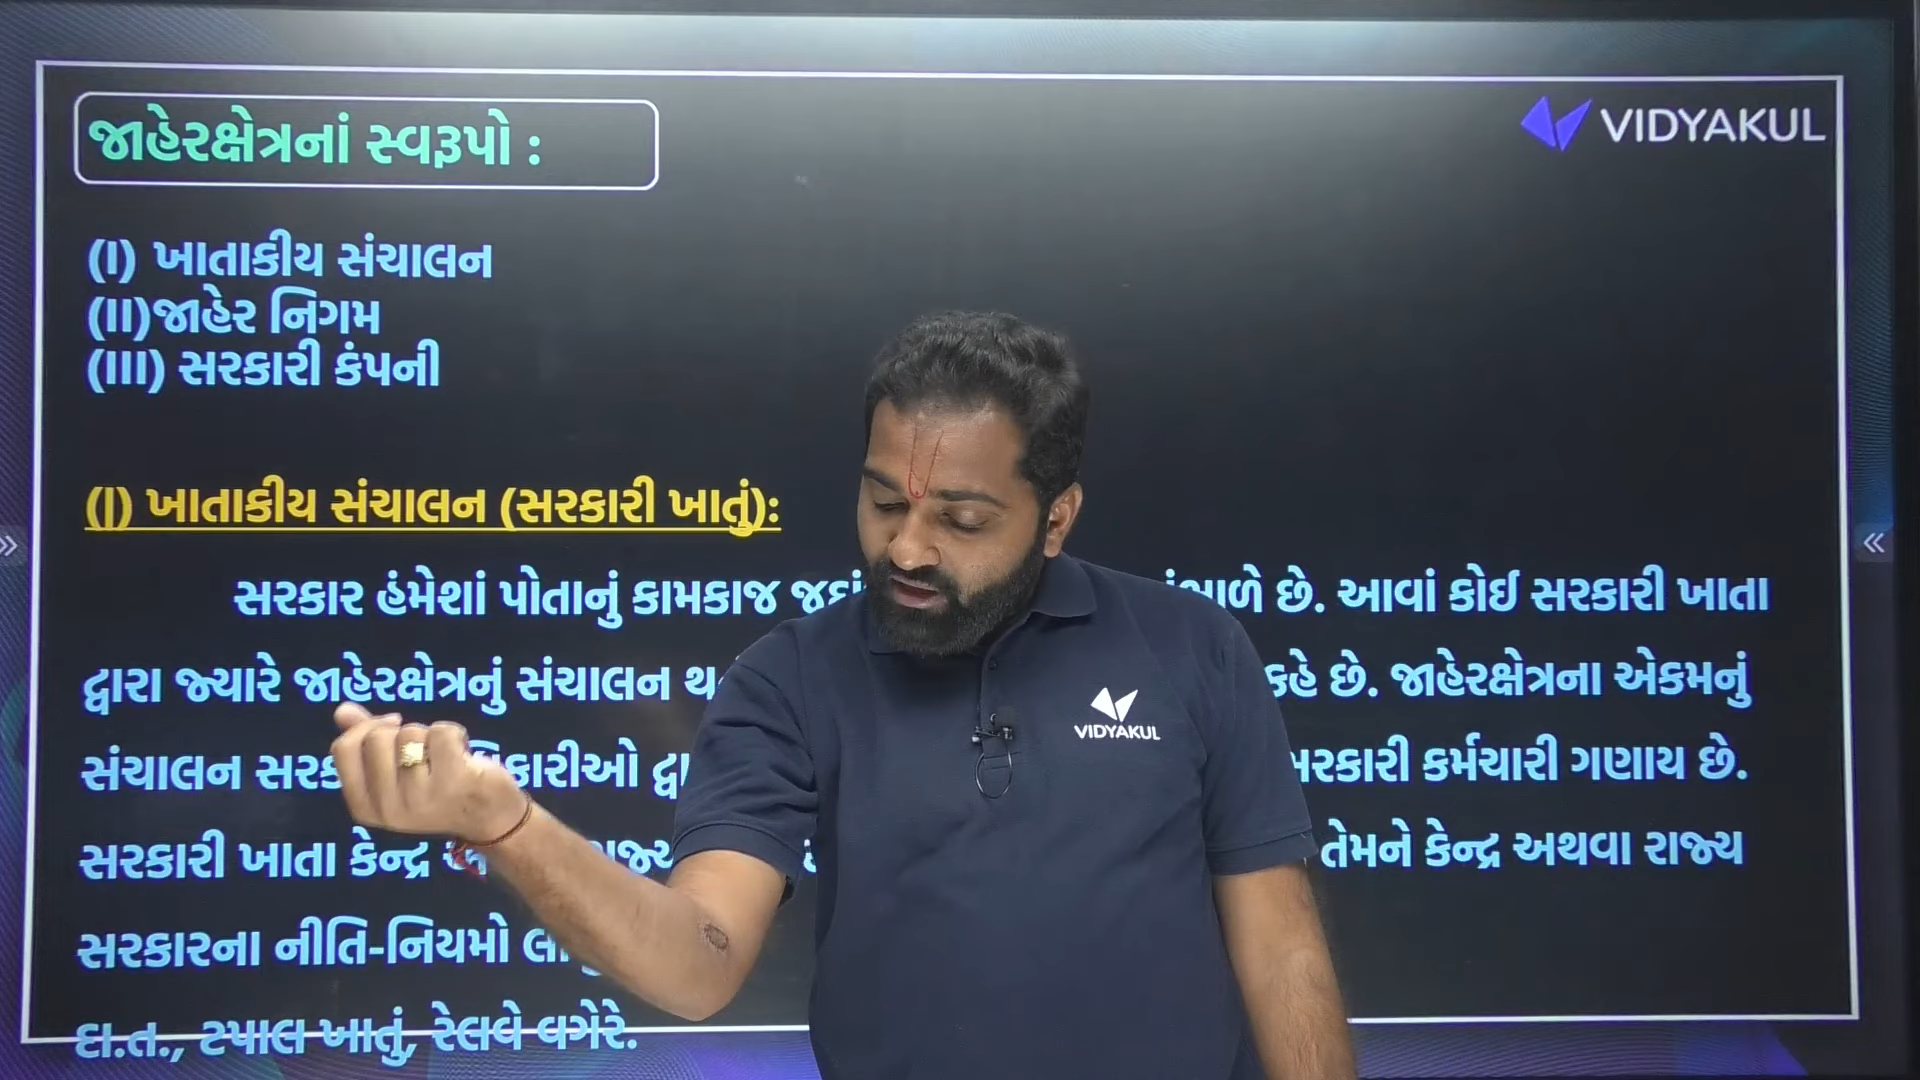 જાહેરક્ષેત્રનાં સ્વરૂપો :
VIDYAKUL
(I) ખાતાકીય સંચાલન
(II)જાહેર નિગમ
(III) સરકારી કંપની
(I) ખાતાકીય સંચાલન (સરકારી ખાતું):
સરકાર હંમેશાં પોતાનું કામકાજ છે. આવાં કોઈ સરકારી ખાતા
દ્વારા જ્યારે જાહેરક્ષેત્રનું સંચાલન કહે છે. જાહેરક્ષેત્રના એકમનું
સંચાલન કર્મચારી ગણાય છે.
સરકારી ખાતા કેન્દ્ર તેમને કેન્દ્ર અથવા રાજ્ય
સરકારના નીતિ-નિયમો
દા.ત., ટપાલ ખાતું, રેલવે વગેરે.
VIDYAKUL